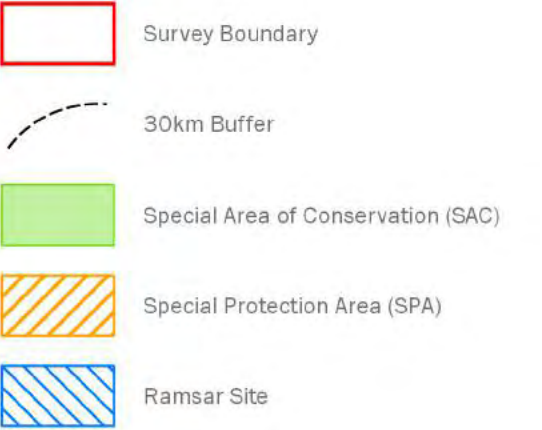 Survey Boundary
30km Buffer
Special Area of Conservation (SAC)
Special Protection Area (SPA)
Ramsar Site